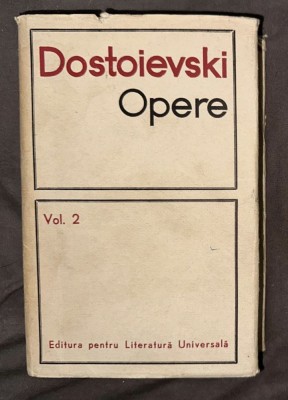 Dostoievski
Opere
Vol. 2
Editura pentru Literatură Universală